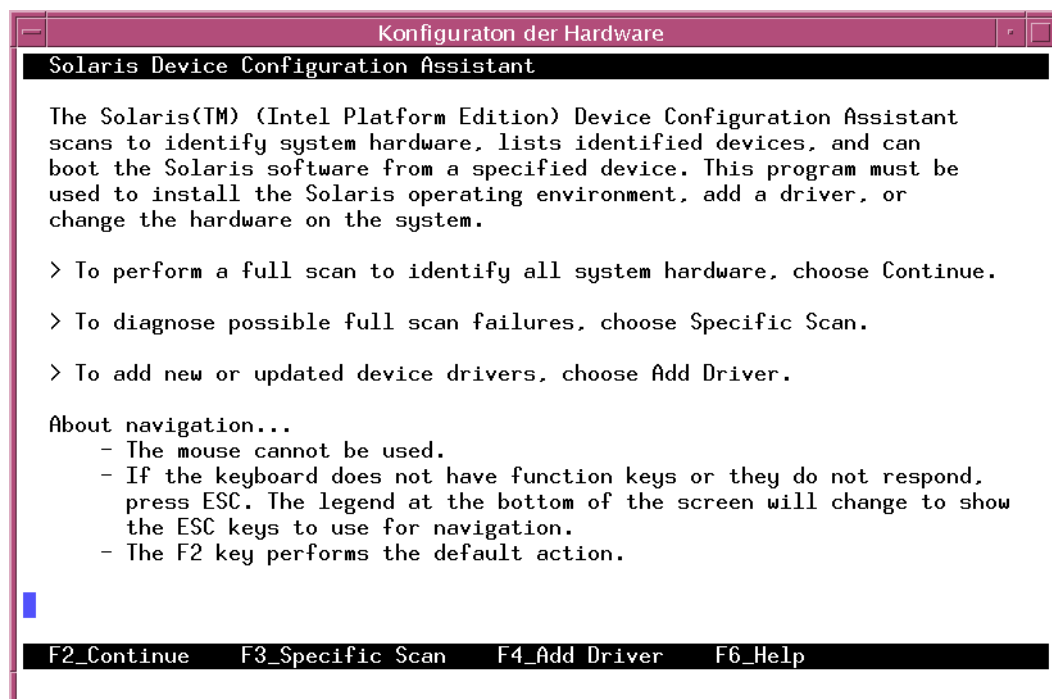 Konfiguraton der Hardware
Solaris Device Configuration Assistant
The Solaris(TM) (Intel Platform Edition) Device Configuration Assistant
scans to identify system hardware, lists identified devices, and can
boot the Solaris software from a specified device. This program must be
used to install the Solaris operating environment, add a driver, or
change the hardware on the system.
> To perform a full scan to identify all system hardware, choose Continue.
> To diagnose possible full scan failures, choose Specific Scan.
> To add new or updated device drivers, choose Add Driver.
About navigation...
- The mouse cannot be used.
- If the keyboard does not have function keys or they do not respond,
press ESC. The legend at the bottom of the screen will change to show
the ESC keys to use for navigation.
- The F2 key performs the default action.
F2_Continue F3_Specific Scan F4_Add Driver F6_Help